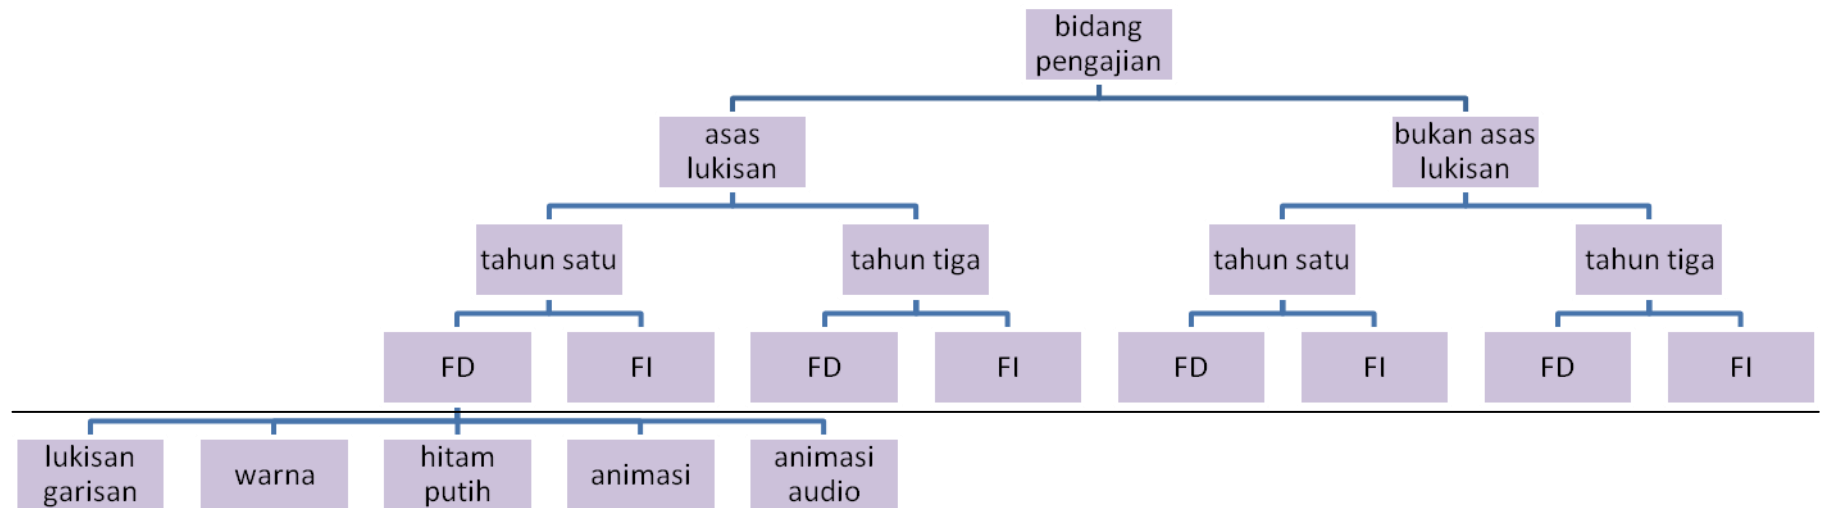 bidang
pengajian
asas
lukisan
bukan asas
lukisan
tahun satu
tahun tiga
tahun satu
tahun tiga
FD
FI
FD
FI
FD
FI
FD
FI
lukisan
garisan
warna
hitam
putih
animasi
animasi
audio